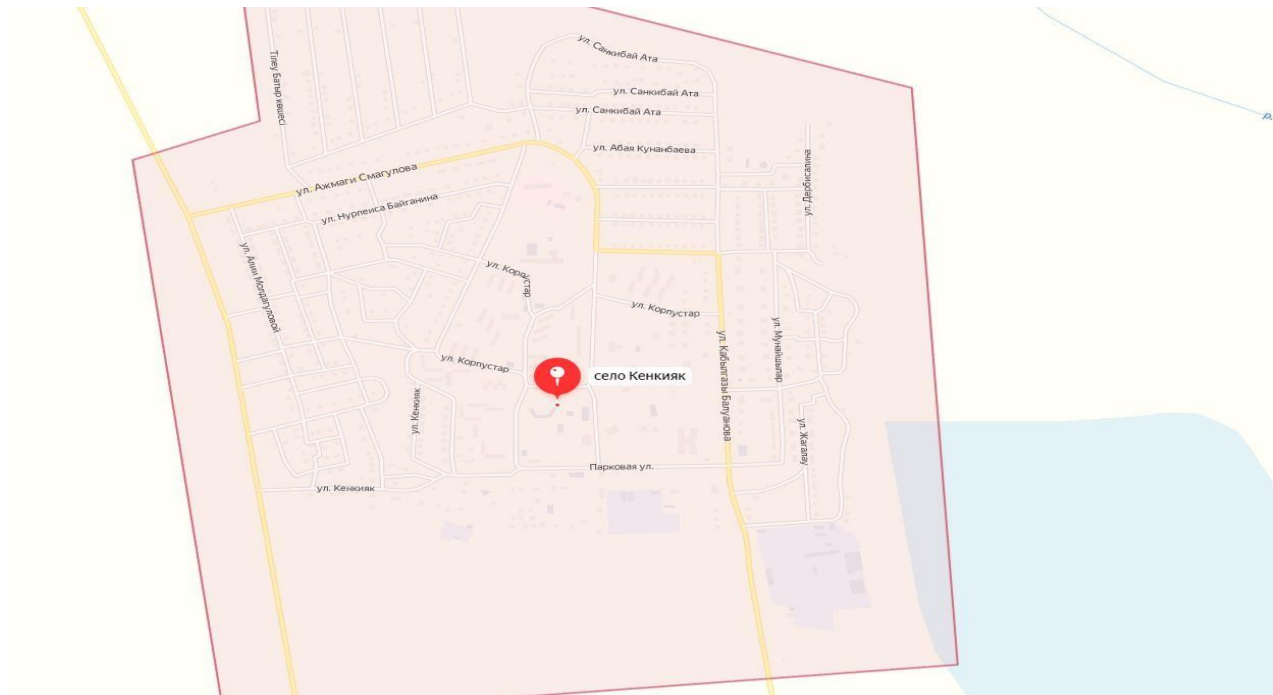 ул. Санкибай Ата
Тілеу Батыр көшесі
ул. Санкибай Ата
ул. Санкибай Ата
р.
ул. Абая Кунанбаева
ул. Ажмаги Смагулова
ул. Дербисалина
ул. Нурпеиса Байганина
ул. Алии Молдагуловой
ул. Корпустар
ул. Корпустар
ул. Мунайшылар
ул. Кабылгазы Балуанова
ул. Корпустар
село Кенкияк
ул. Кенкияк
ул. Жагалау
Парковая ул.
ул. Кенкияк